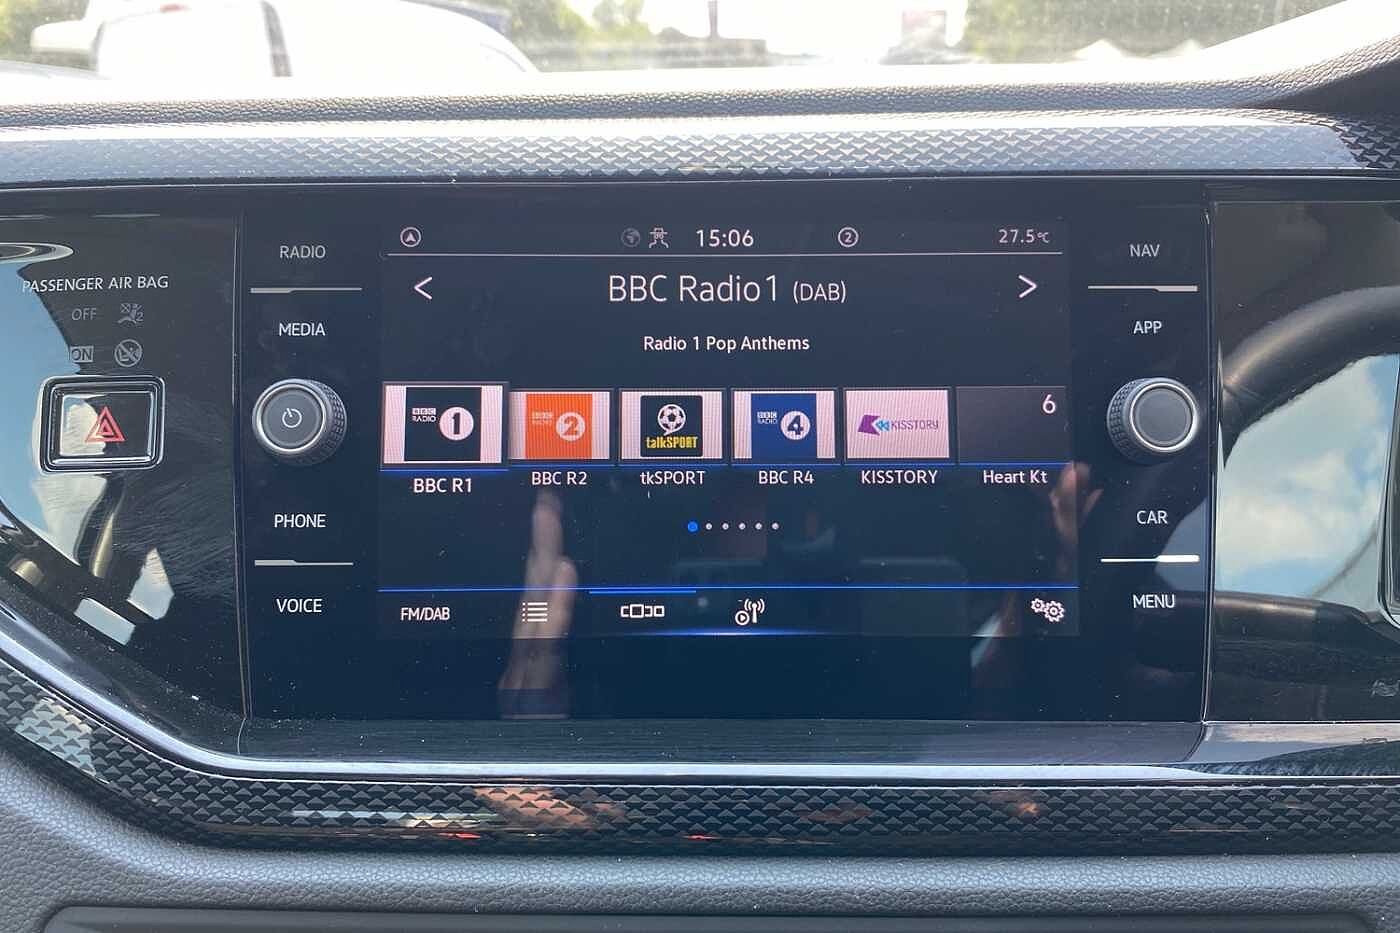 RADIO
MEDIA
PHONE
VOICE
PASSENGER AIR BAG
OFF
2
ON
15:06
2
27.5°C
< BBC Radio1 (DAB) >
Radio 1 Pop Anthems
BBC RADIO 1
BBC RADIO 2
talkSPORT
BBC RADIO 4
KISSTORY
6
BBC R1
BBC R2
tkSPORT
BBC R4
KISSTORY
Heart Kt
FM/DAB
NAV
APP
CAR
MENU